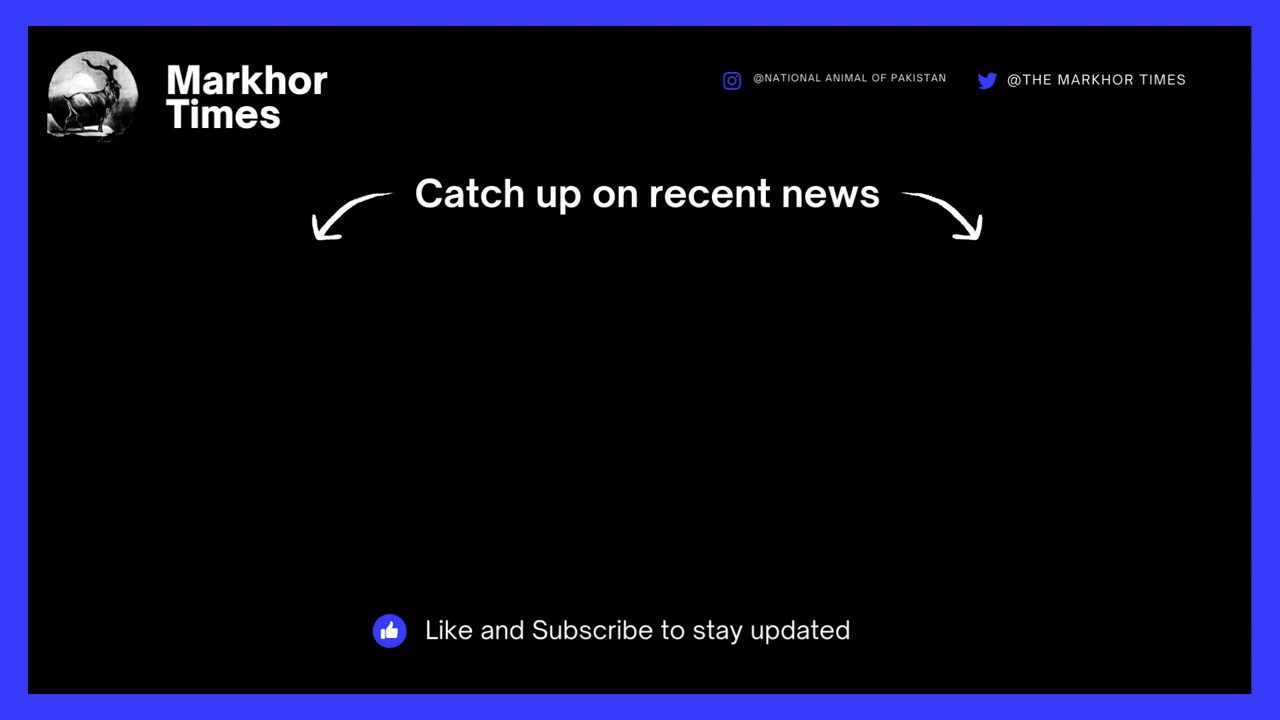 Markhor
Times
@NATIONAL ANIMAL OF PAKISTAN
@THE MARKHOR TIMES
Catch up on recent news
Like and Subscribe to stay updated